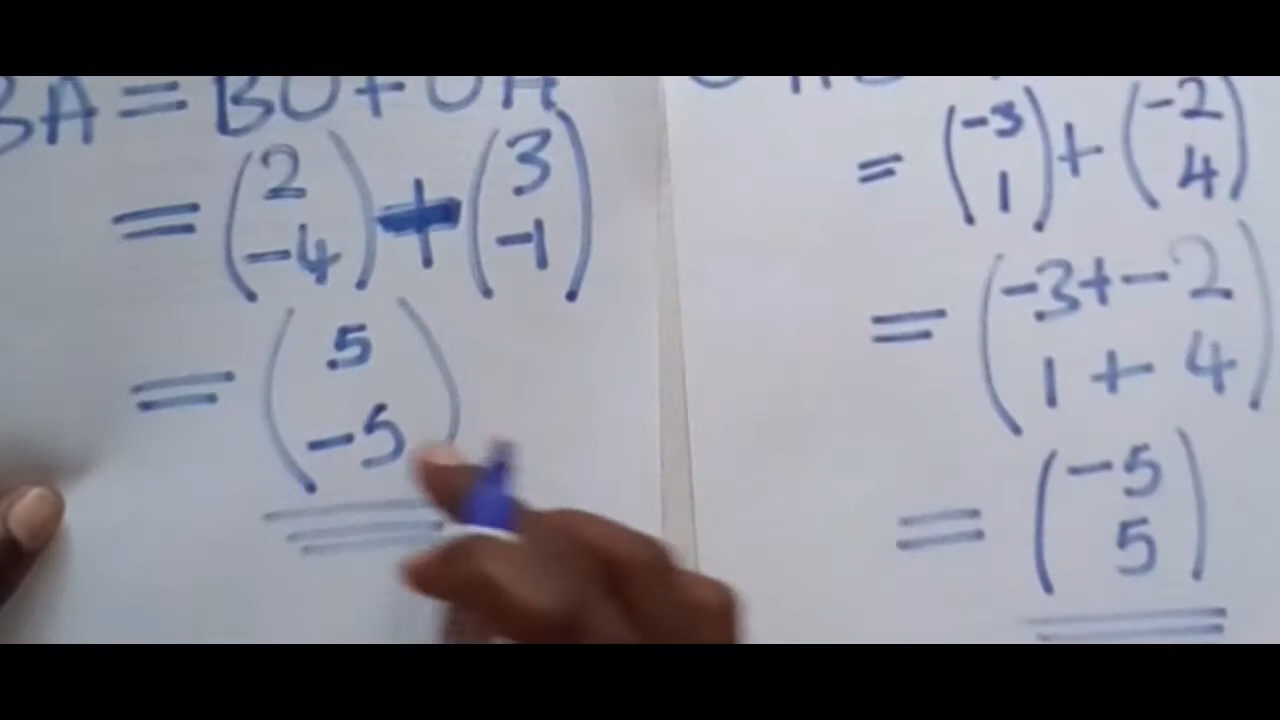 BA = BO + OA
= (2 -4) + (3 -1)
= (5 -5)
= (-3 1) + (-2 4)
= (-3+-2 1+4)
= (-5 5)